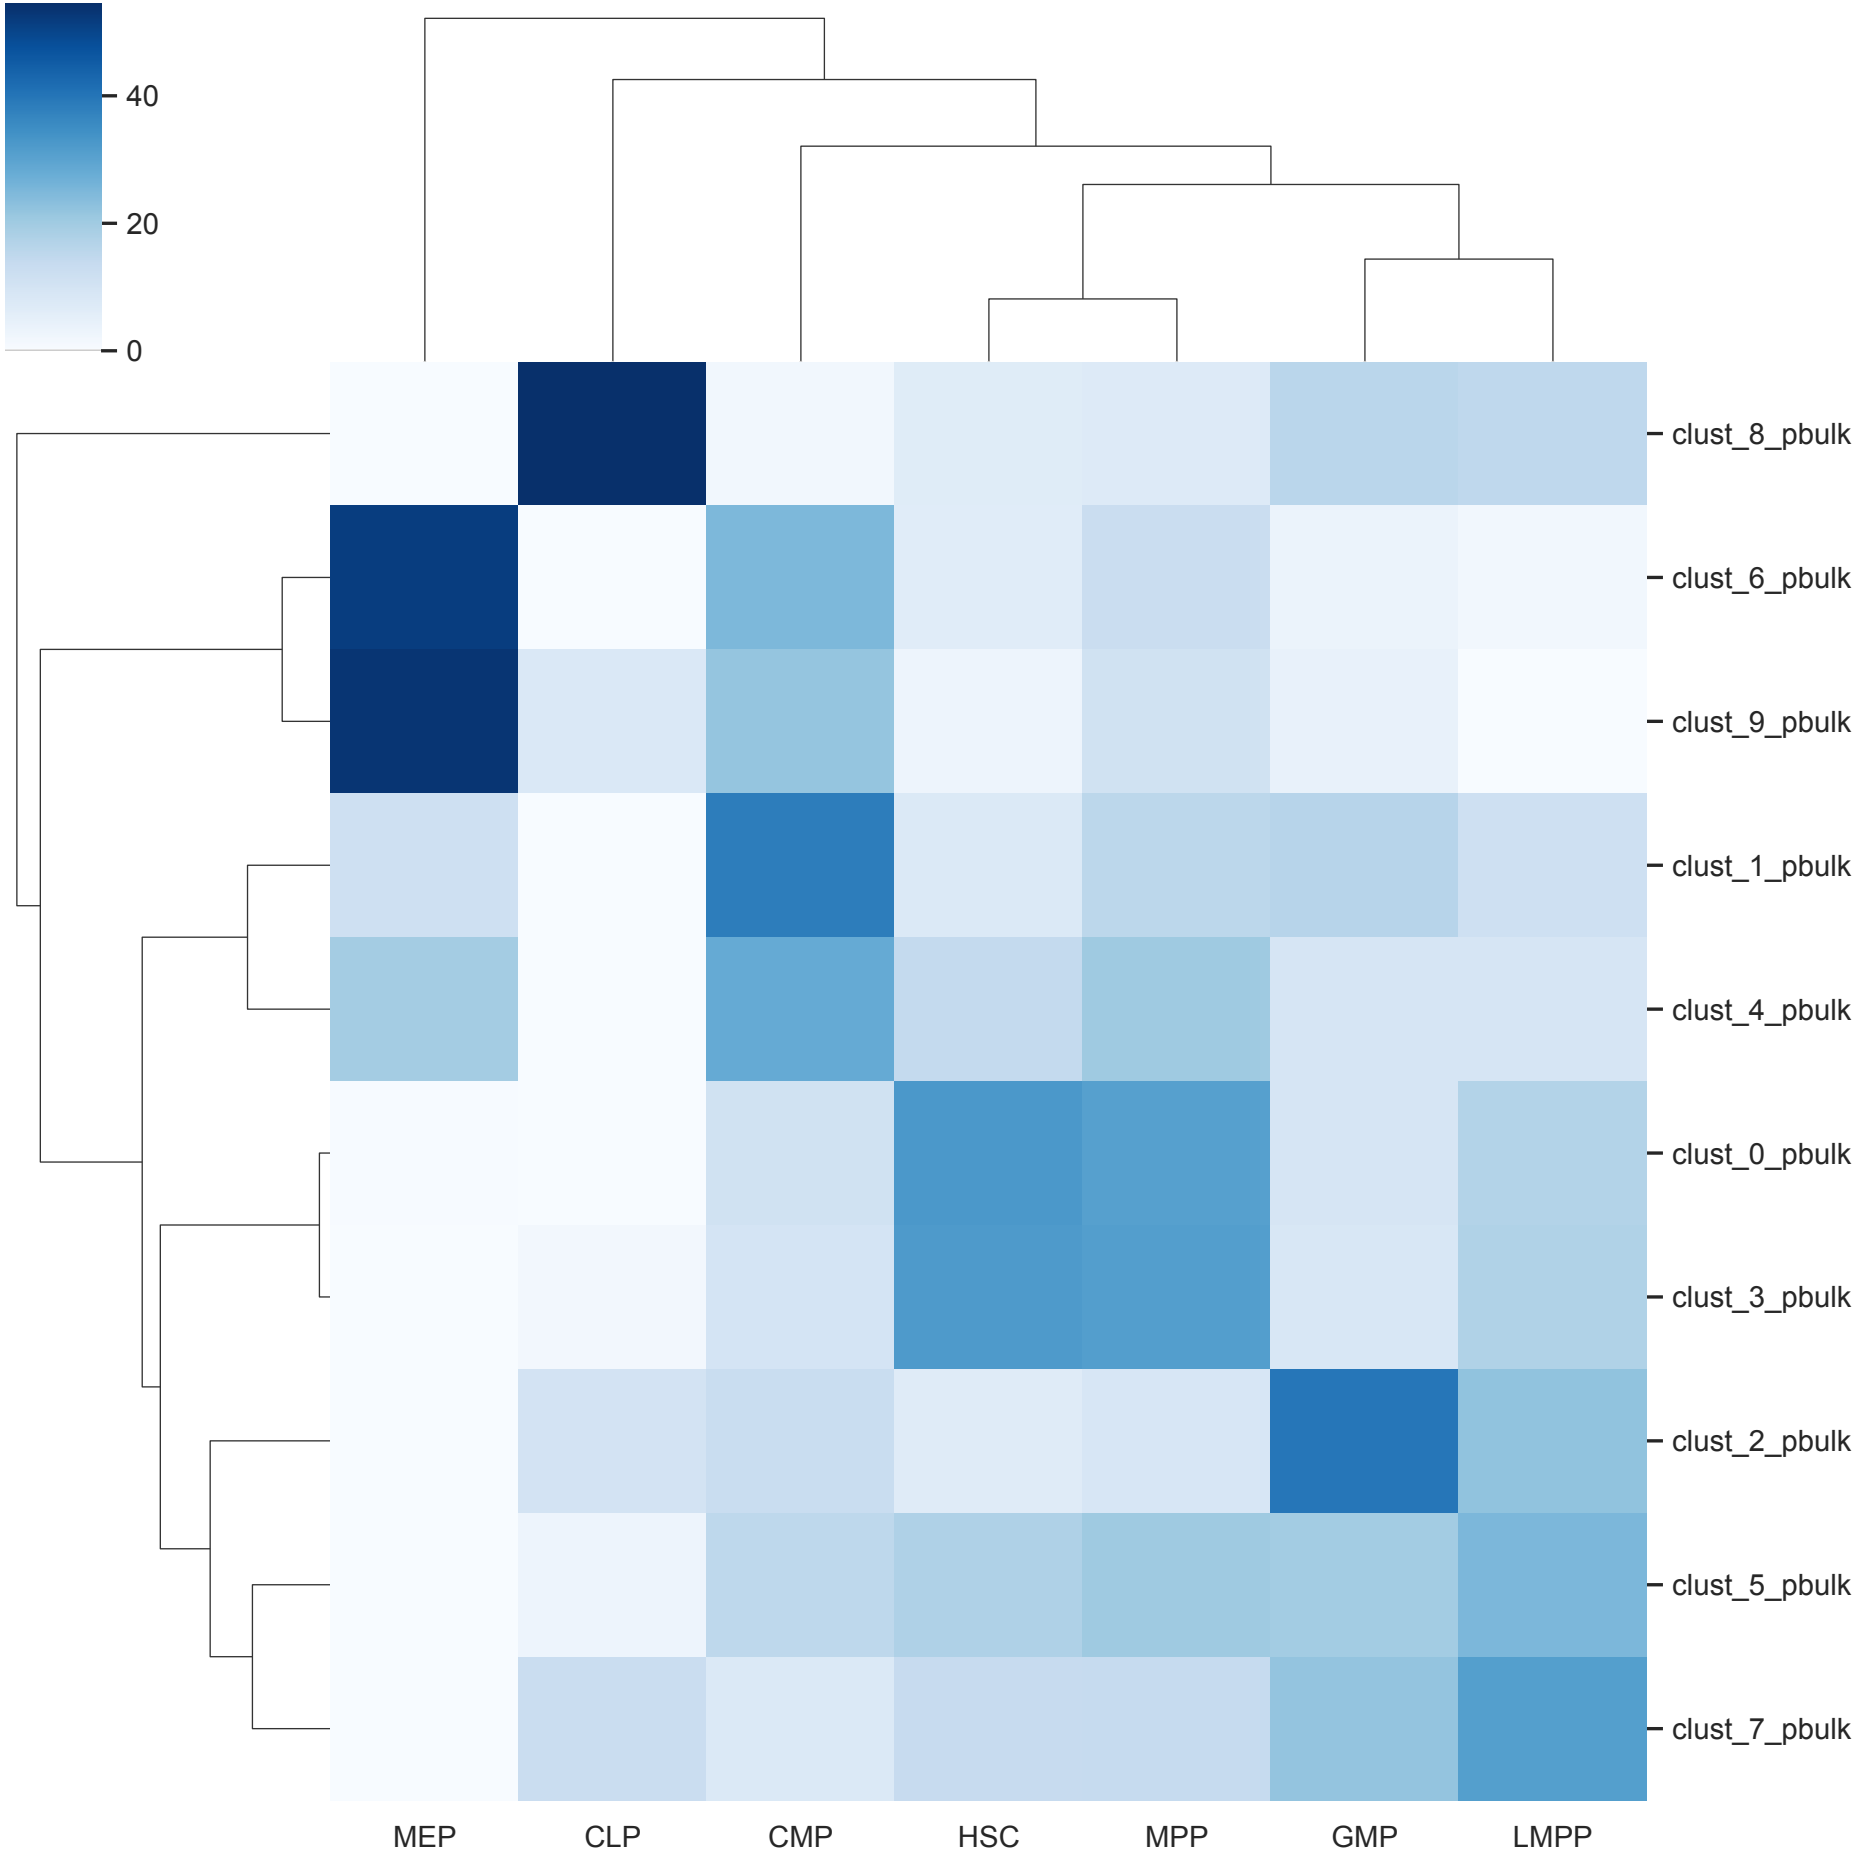 40
20
0
clust_8_pbulk
clust_6_pbulk
clust_9_pbulk
clust_1_pbulk
clust_4_pbulk
clust_0_pbulk
clust_3_pbulk
clust_2_pbulk
clust_5_pbulk
clust_7_pbulk
MEP CLP CMP HSC MPP GMP LMPP